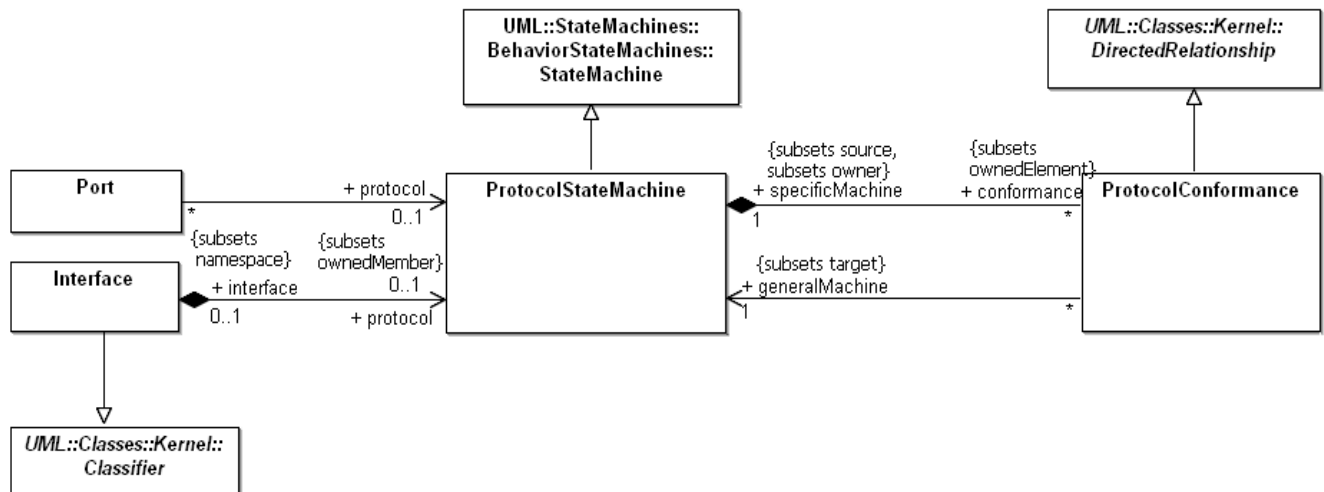 UML::StateMachines::
BehaviorStateMachines::
StateMachine
UML::Classes::Kernel::
DirectedRelationship
Port
+ protocol
*
0..1
{subsets
namespace}
{subsets
ownedMember}
Interface
+ interface
0..1
0..1
+ protocol
ProtocolStateMachine
{subsets source,
subsets owner}
+ specificMachine
1
{subsets
ownedElement}
+ conformance
*
ProtocolConformance
{subsets target}
+ generalMachine
1
*
UML::Classes::Kernel::
Classifier